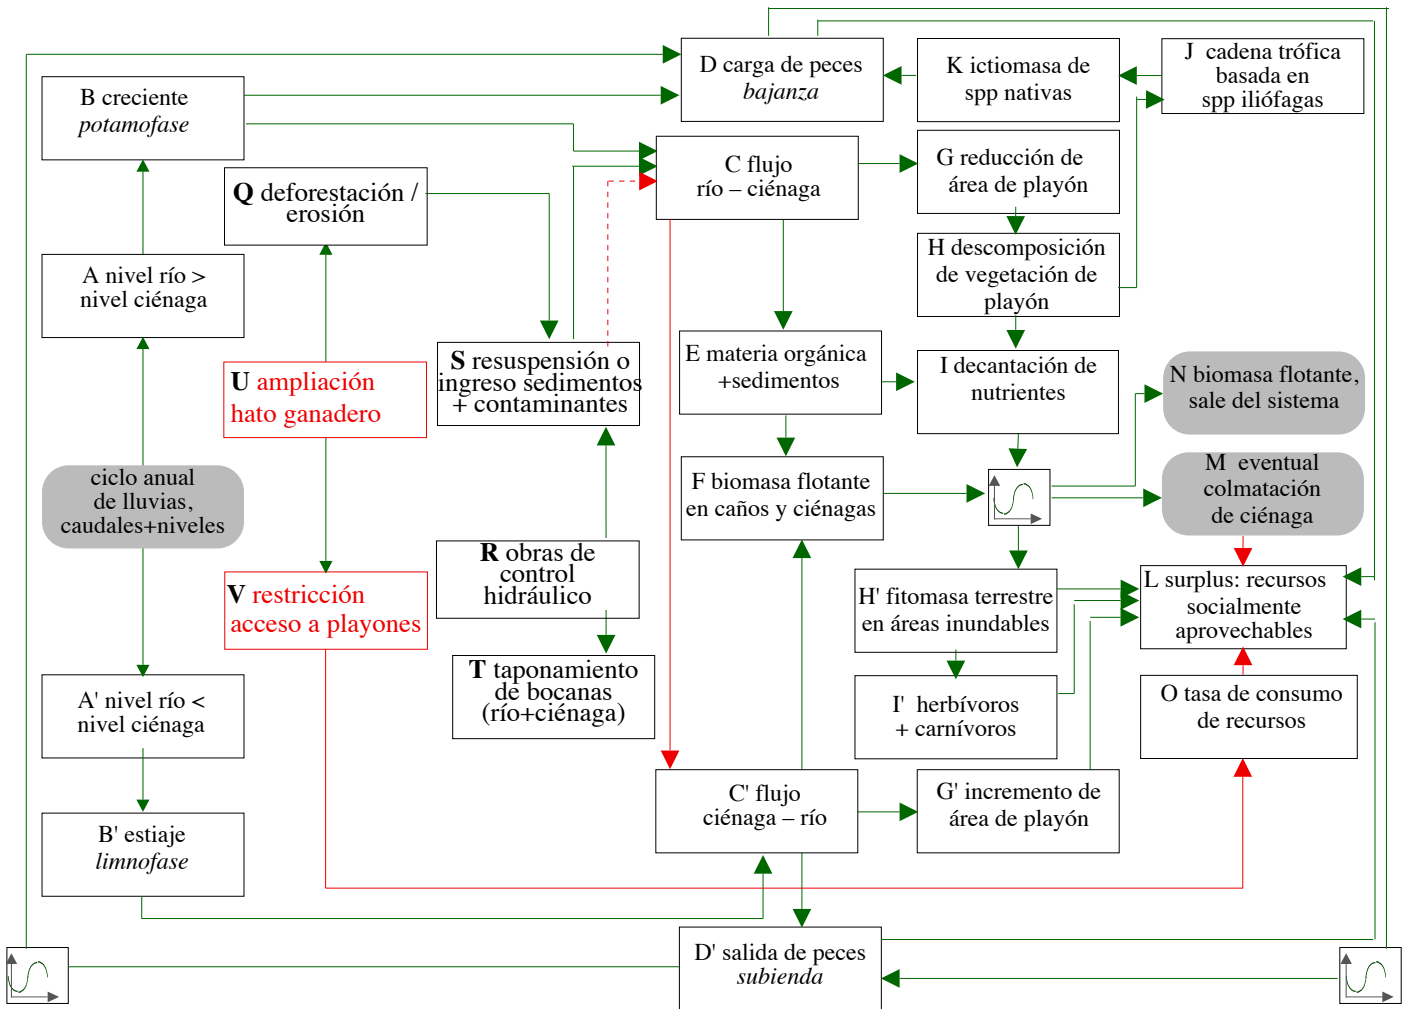 D carga de peces
bajanza
K ictiomasa de
spp nativas
J cadena trófica
basada en
spp iliófagas
B creciente
potamofase
C flujo
río – ciénaga
G reducción de
área de playón
Q deforestación /
erosión
A nivel río >
nivel ciénaga
H descomposición
de vegetación de
playón
S resuspensión o
ingreso sedimentos
+ contaminantes
E materia orgánica
+sedimentos
I decantación de
nutrientes
N biomasa flotante,
sale del sistema
U ampliación
hato ganadero
ciclo anual
de lluvias,
caudales+niveles
F biomasa flotante
en caños y ciénagas
M eventual
colmatación
de ciénaga
R obras de
control
hidráulico
V restricción
acceso a playones
H' fitomasa terrestre
en áreas inundables
L surplus: recursos
socialmente
aprovechables
T taponamiento
de bocanas
(río+ciénaga)
A' nivel río <
nivel ciénaga
I' herbívoros
+ carnívoros
O tasa de consumo
de recursos
B' estiaje
limnofase
C' flujo
ciénaga – río
G' incremento de
área de playón
D' salida de peces
subienda